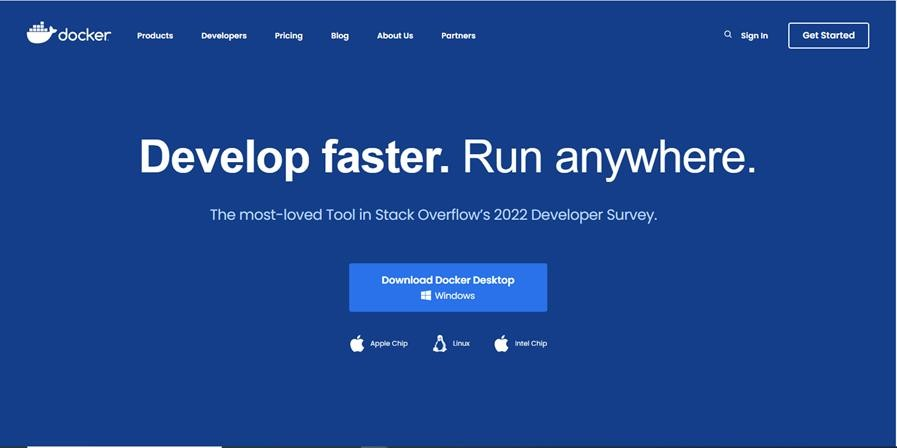 docker
Products Developers Pricing Blog About Us Partners
Sign In
Get Started
Develop faster. Run anywhere.
The most-loved Tool in Stack Overflow's 2022 Developer Survey.
Download Docker Desktop
Windows
Apple Chip Linux Intel Chip